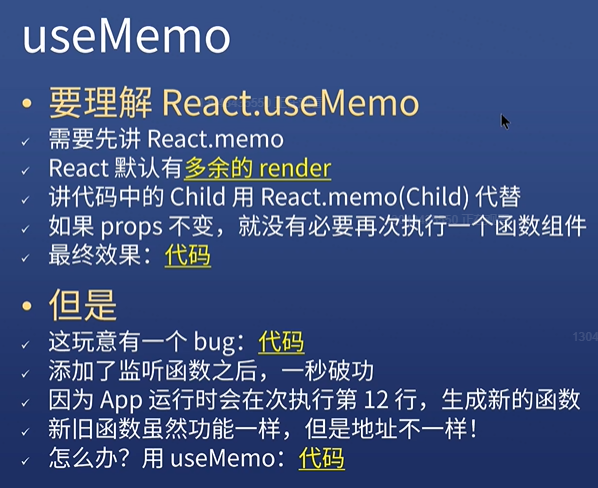 useMemo
• 要理解 React.useMemo
✓ 需要先讲 React.memo
✓ React 默认有多余的 render
✓ 讲代码中的 Child 用 React.memo(Child) 代替
✓ 如果 props 不变，就没有必要再次执行一个函数组件
✓ 最终效果：代码
• 但是
✓ 这玩意有一个 bug：代码
✓ 添加了监听函数之后，一秒破功
✓ 因为 App 运行时会在次执行第 12 行，生成新的函数
✓ 新旧函数虽然功能一样，但是地址不一样！
✓ 怎么办？用 useMemo：代码
1304